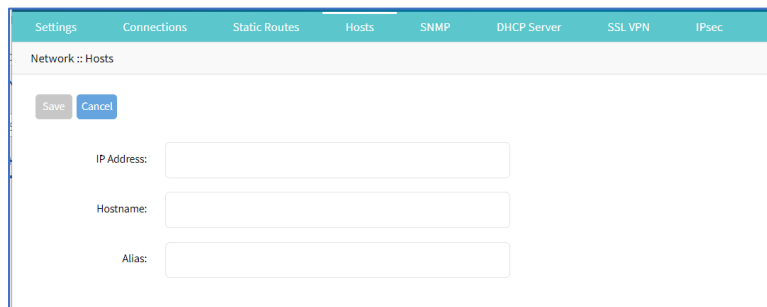 Settings Connections Static Routes Hosts SNMP DHCP Server SSL VPN IPsec
Network :: Hosts
Save Cancel
IP Address:
Hostname:
Alias: